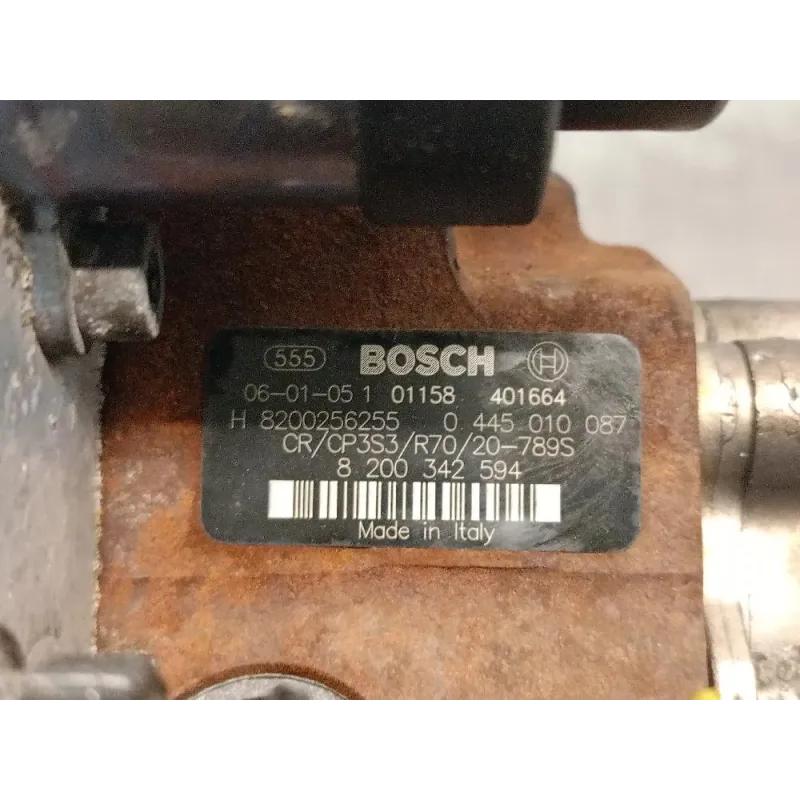 555 BOSCH
06-01-05 1 01158 401664
H 8200256255 0 445 010 087
CR/CP3S3/R70/20-789S
8 200 342 594
Made in Italy